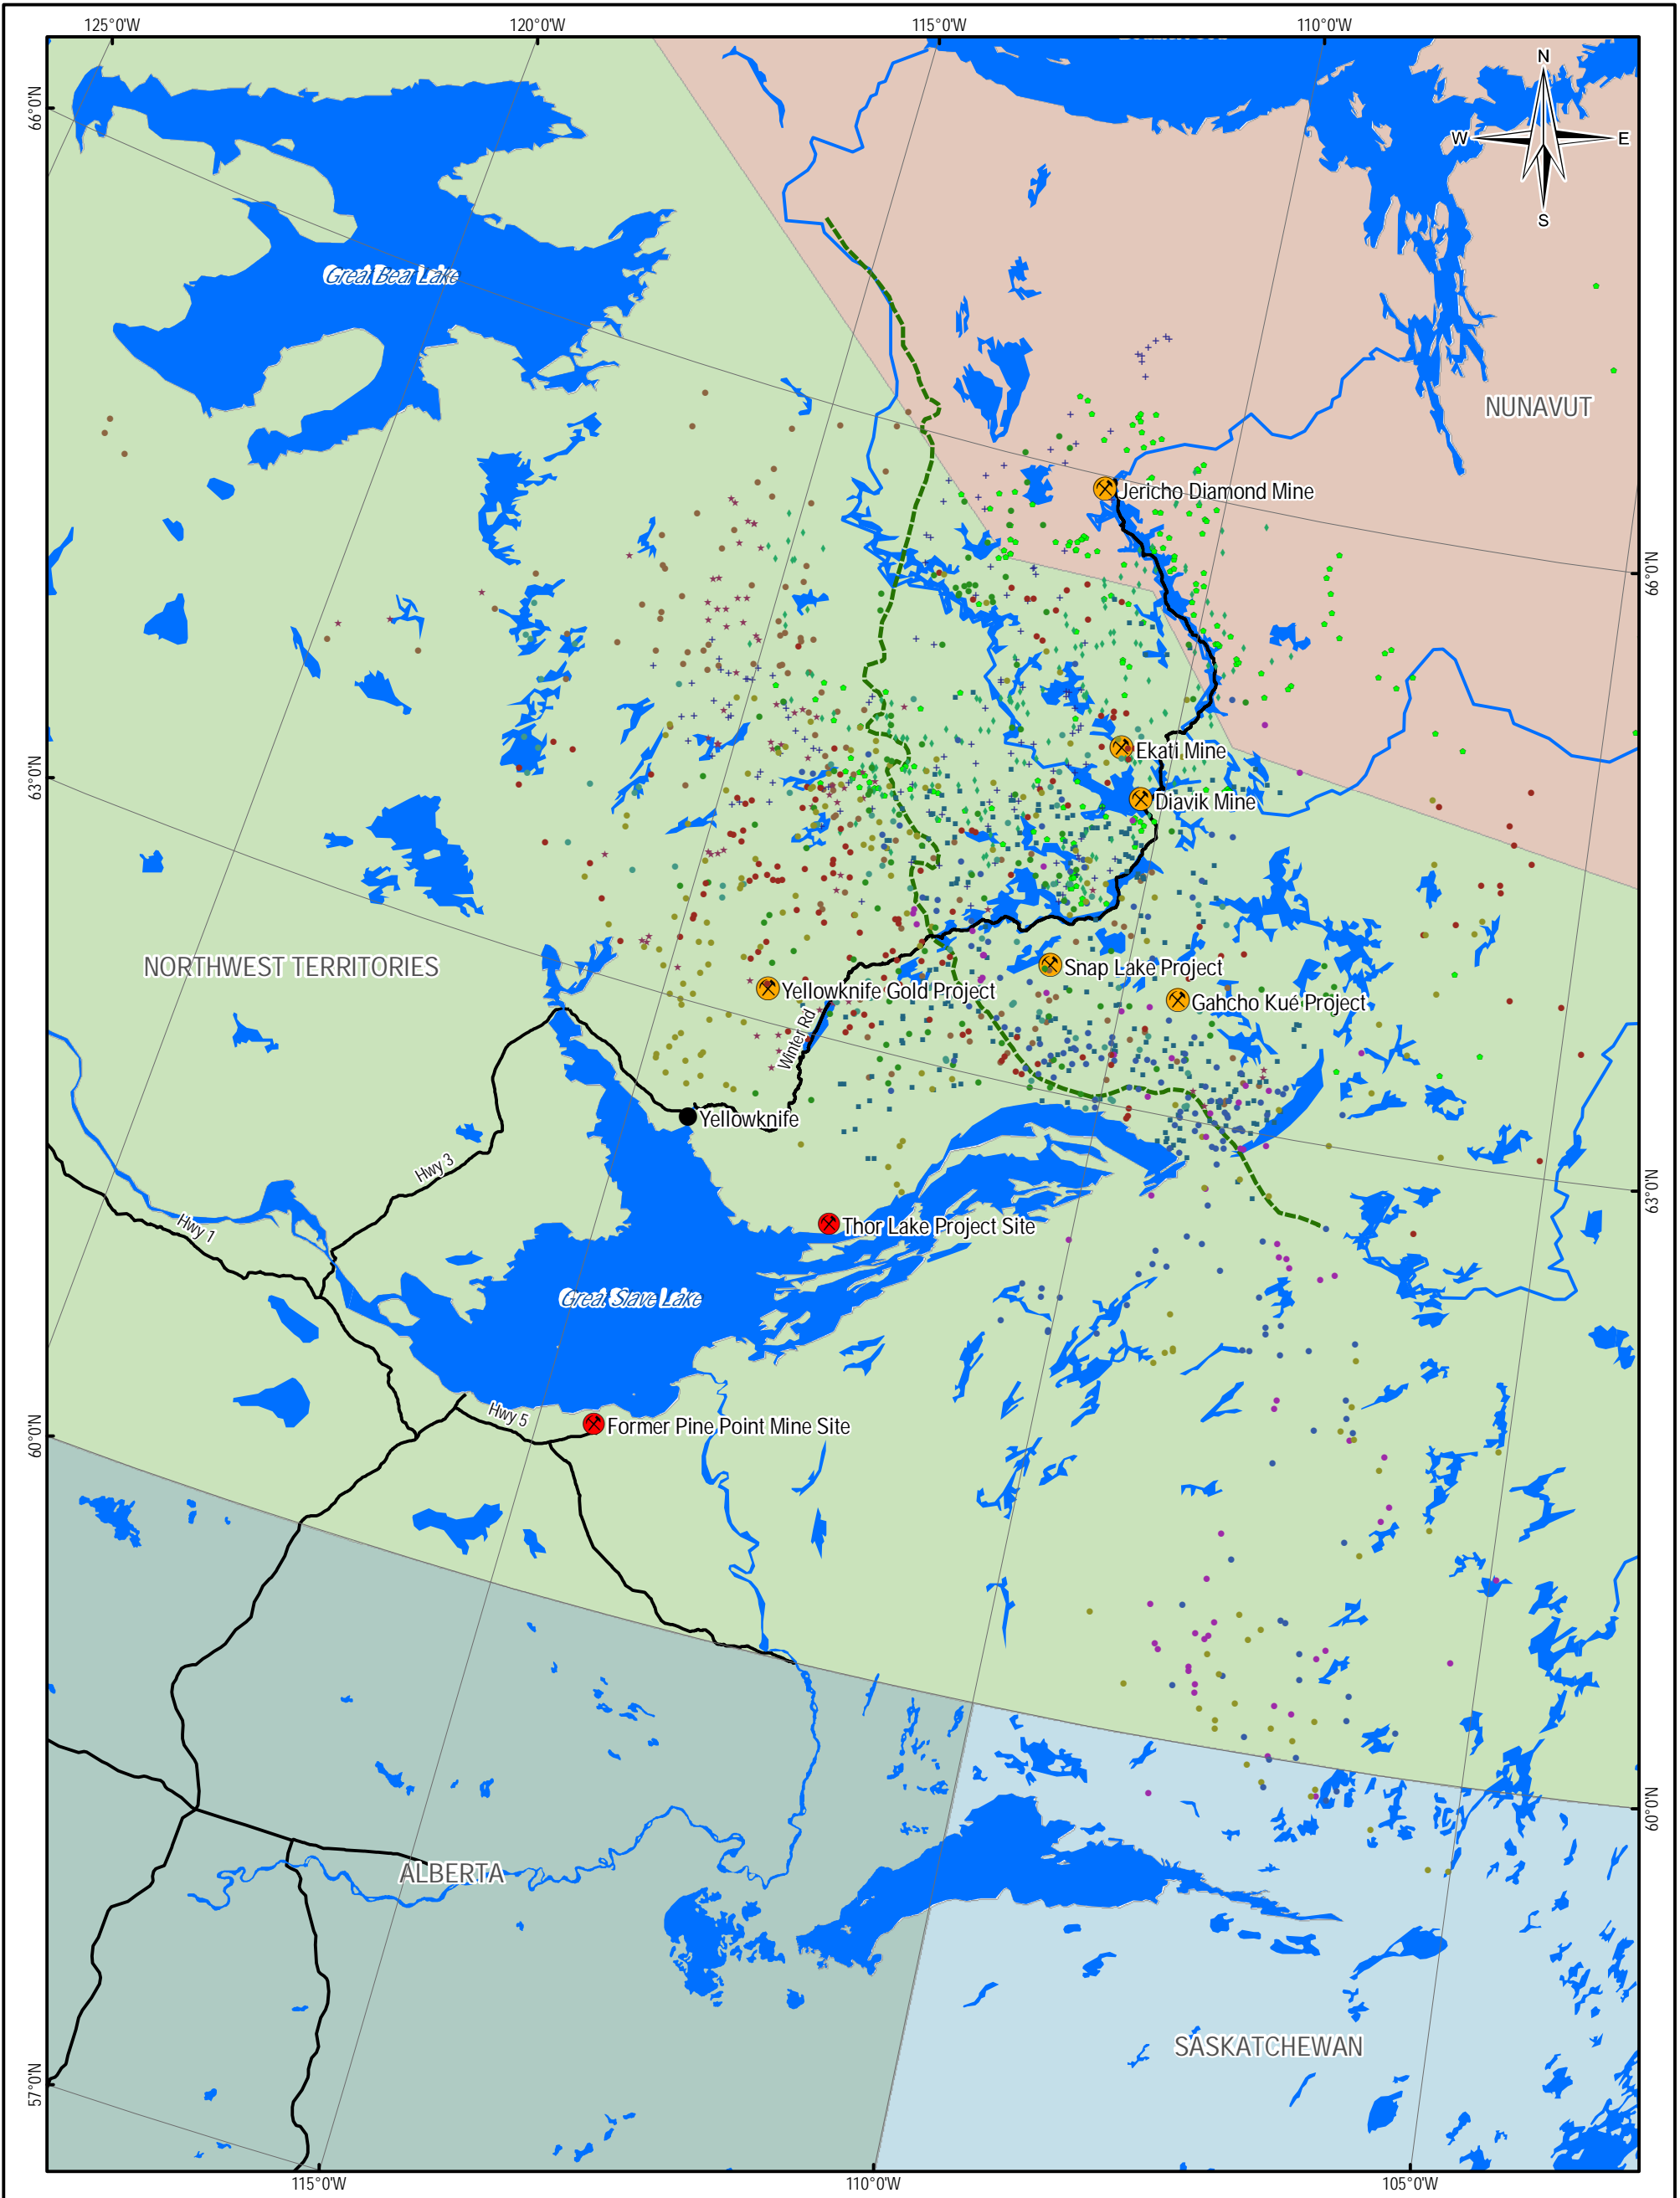 125°0'W
120°0'W
115°0'W
110°0'W
N
W
E
S
66°0'N
Great Bear Lake
NUNAVUT
Jericho Diamond Mine
66°0'N
Ekati Mine
63°0'N
Diavik Mine
NORTHWEST TERRITORIES
Snap Lake Project
Yellowknife Gold Project
Gahcho Kué Project
Winter Rd
Yellowknife
Hwy 3
63°0'N
Hwy 1
Thor Lake Project Site
Great Slave Lake
Hwy 5
Former Pine Point Mine Site
60°0'N
60°0'N
ALBERTA
SASKATCHEWAN
57°0'N
115°0'W
110°0'W
105°0'W